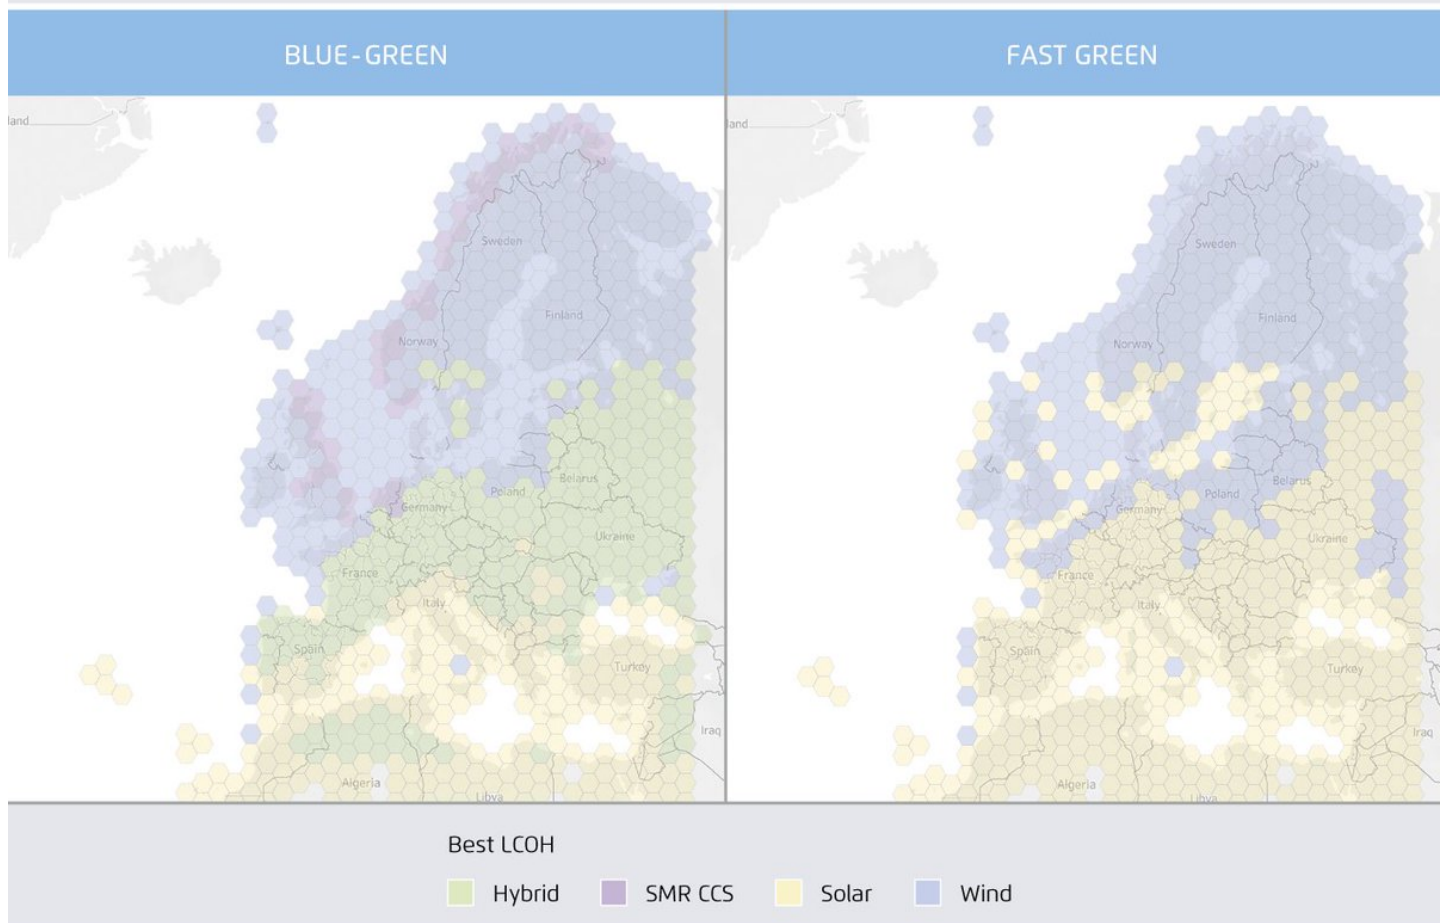 BLUE-GREEN
land
Sweden
Finland
Norway
Belarus
Poland
Germany
Ukraine
France
Italy
Spain
Turkey
Iraq
Algeria
Libya
FAST GREEN
land
Sweden
Finland
Norway
Belarus
Poland
Germany
Ukraine
France
Italy
Spain
Turkey
Iraq
Algeria
Libya
Best LCOH
Hybrid
SMR CCS
Solar
Wind